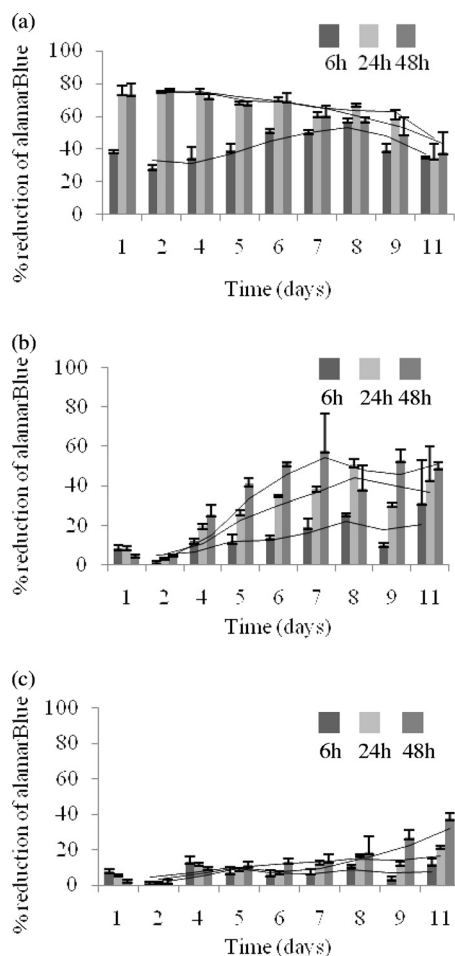 (a)
% reduction of alamarBlue
100
80
60
40
20
0
6h 24h 48h
1 2 4 5 6 7 8 9 11
Time (days)
(b)
% reduction of alamarBlue
100
80
60
40
20
0
6h 24h 48h
1 2 4 5 6 7 8 9 11
Time (days)
(c)
% reduction of alamarBlue
100
80
60
40
20
0
6h 24h 48h
1 2 4 5 6 7 8 9 11
Time (days)